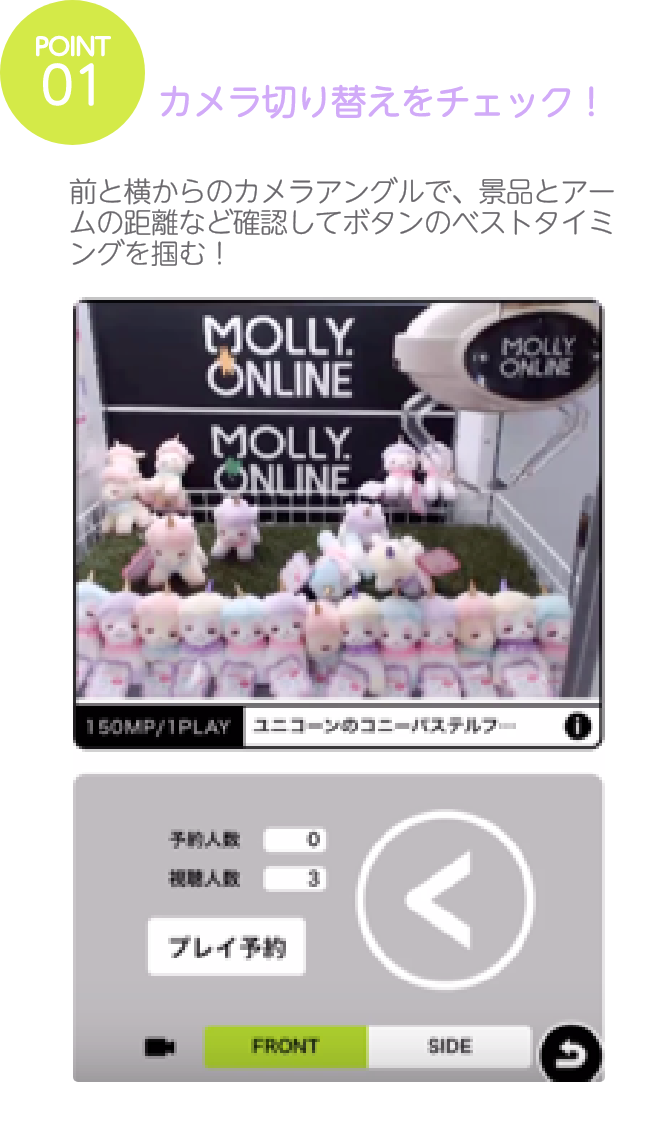 POINT
01
カメラ切り替えをチェック！
前と横からのカメラアングルで、景品とアー
ムの距離など確認してボタンのベストタイミ
ングを掴む！
MOLLY.
ONLINE
MOLLY.
ONLINE
MOLLY.
ONLINE
150MP/1PLAY ユニコーンのコニーパステルフ…
予約人数 0
視聴人数 3
プレイ予約
FRONT SIDE